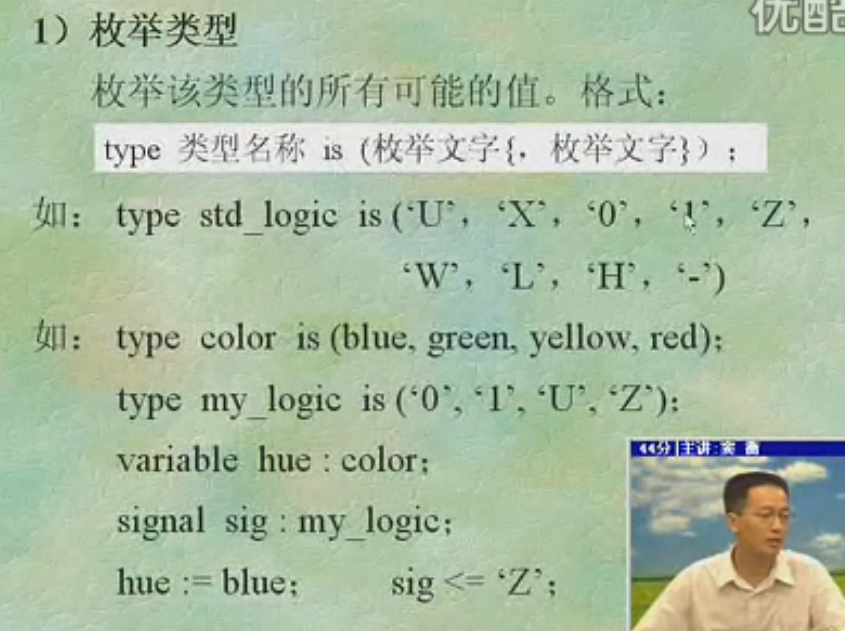 优酷
1）枚举类型
枚举该类型的所有可能的值。格式：
type 类型名称 is (枚举文字{，枚举文字})；
如： type std_logic is (‘U’, ‘X’, ‘0’, ‘1’, ‘Z’,
‘W’, ‘L’, ‘H’, ‘-’)
如： type color is (blue, green, yellow, red);
type my_logic is (‘0’, ‘1’, ‘U’, ‘Z’);
variable hue : color;
44分 主讲:
signal sig : my_logic;
hue := blue; sig <= ‘Z’;